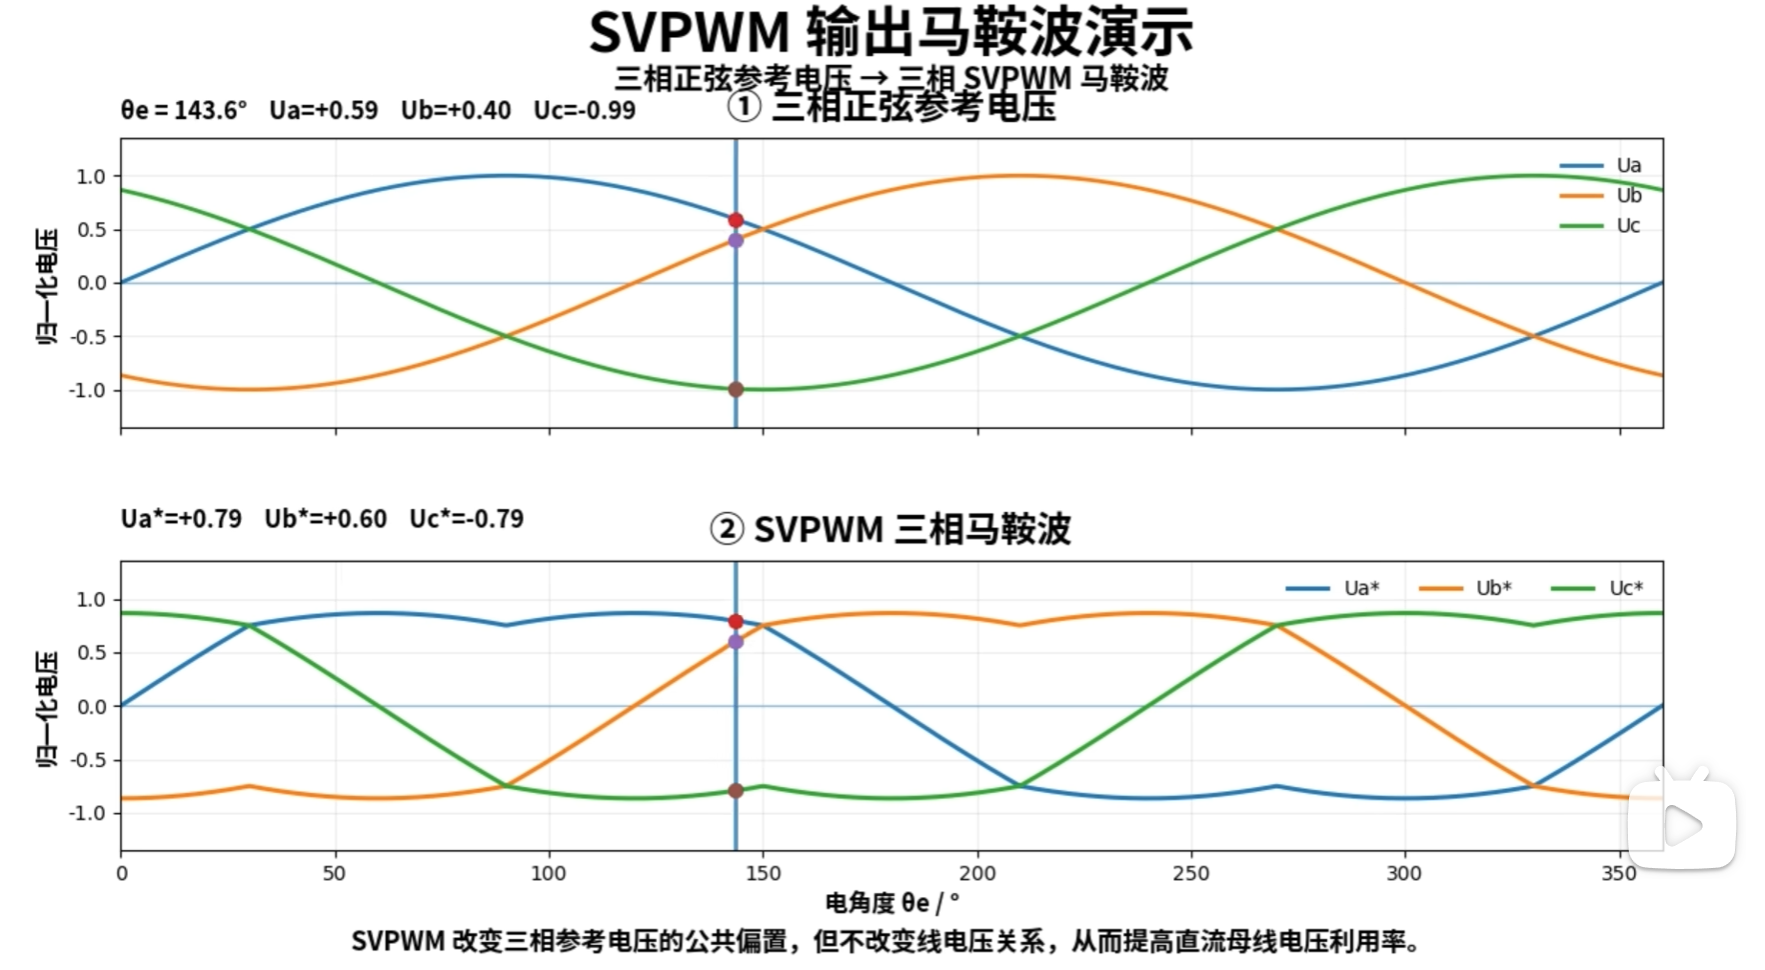 SVPWM 输出马鞍波演示
三相正弦参考电压 → 三相 SVPWM 马鞍波
θe = 143.6° Ua=+0.59 Ub=+0.40 Uc=-0.99
① 三相正弦参考电压
归一化电压
1.0
0.5
0.0
-0.5
-1.0
Ua
Ub
Uc
Ua*=+0.79 Ub*=+0.60 Uc*=-0.79
② SVPWM 三相马鞍波
归一化电压
1.0
0.5
0.0
-0.5
-1.0
Ua* Ub* Uc*
0 50 100 150 200 250 300 350
电角度 θe / °
SVPWM 改变三相参考电压的公共偏置，但不改变线电压关系，从而提高直流母线电压利用率。